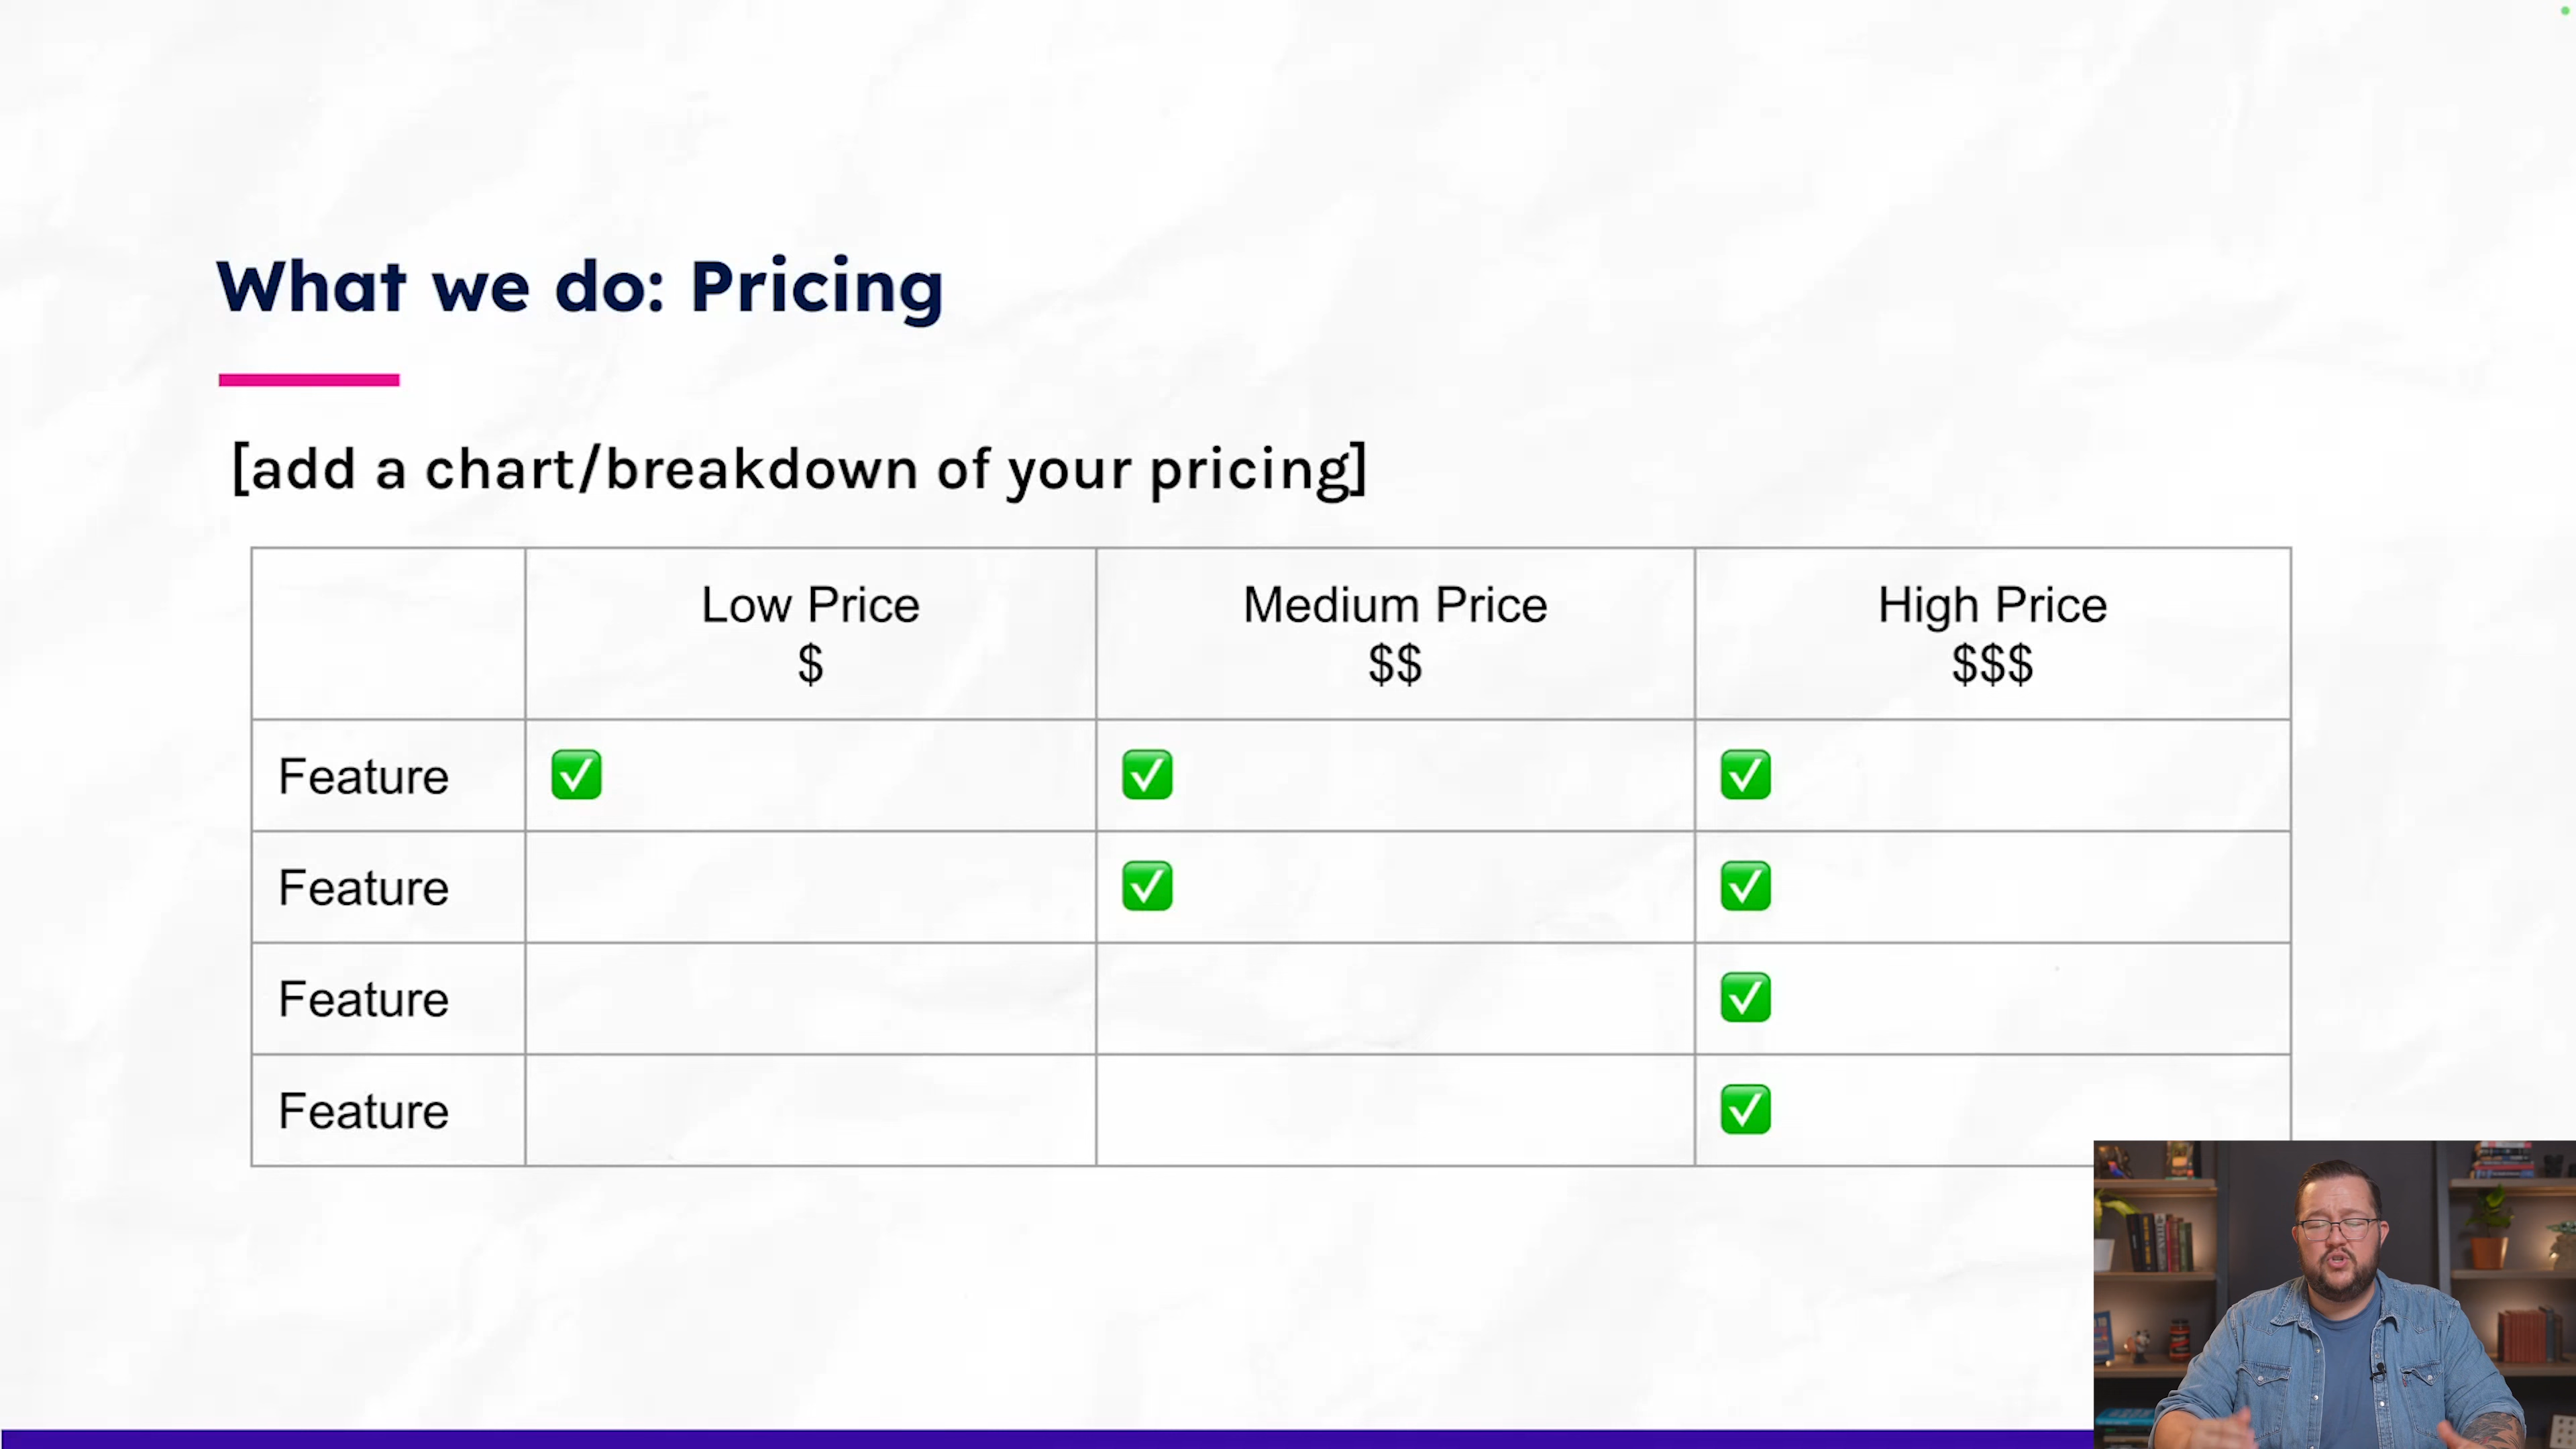 What we do: Pricing
[add a chart/breakdown of your pricing]
Low Price Medium Price High Price
$ $$ $$$
Feature ✅ ✅ ✅
Feature ✅ ✅
Feature ✅
Feature ✅